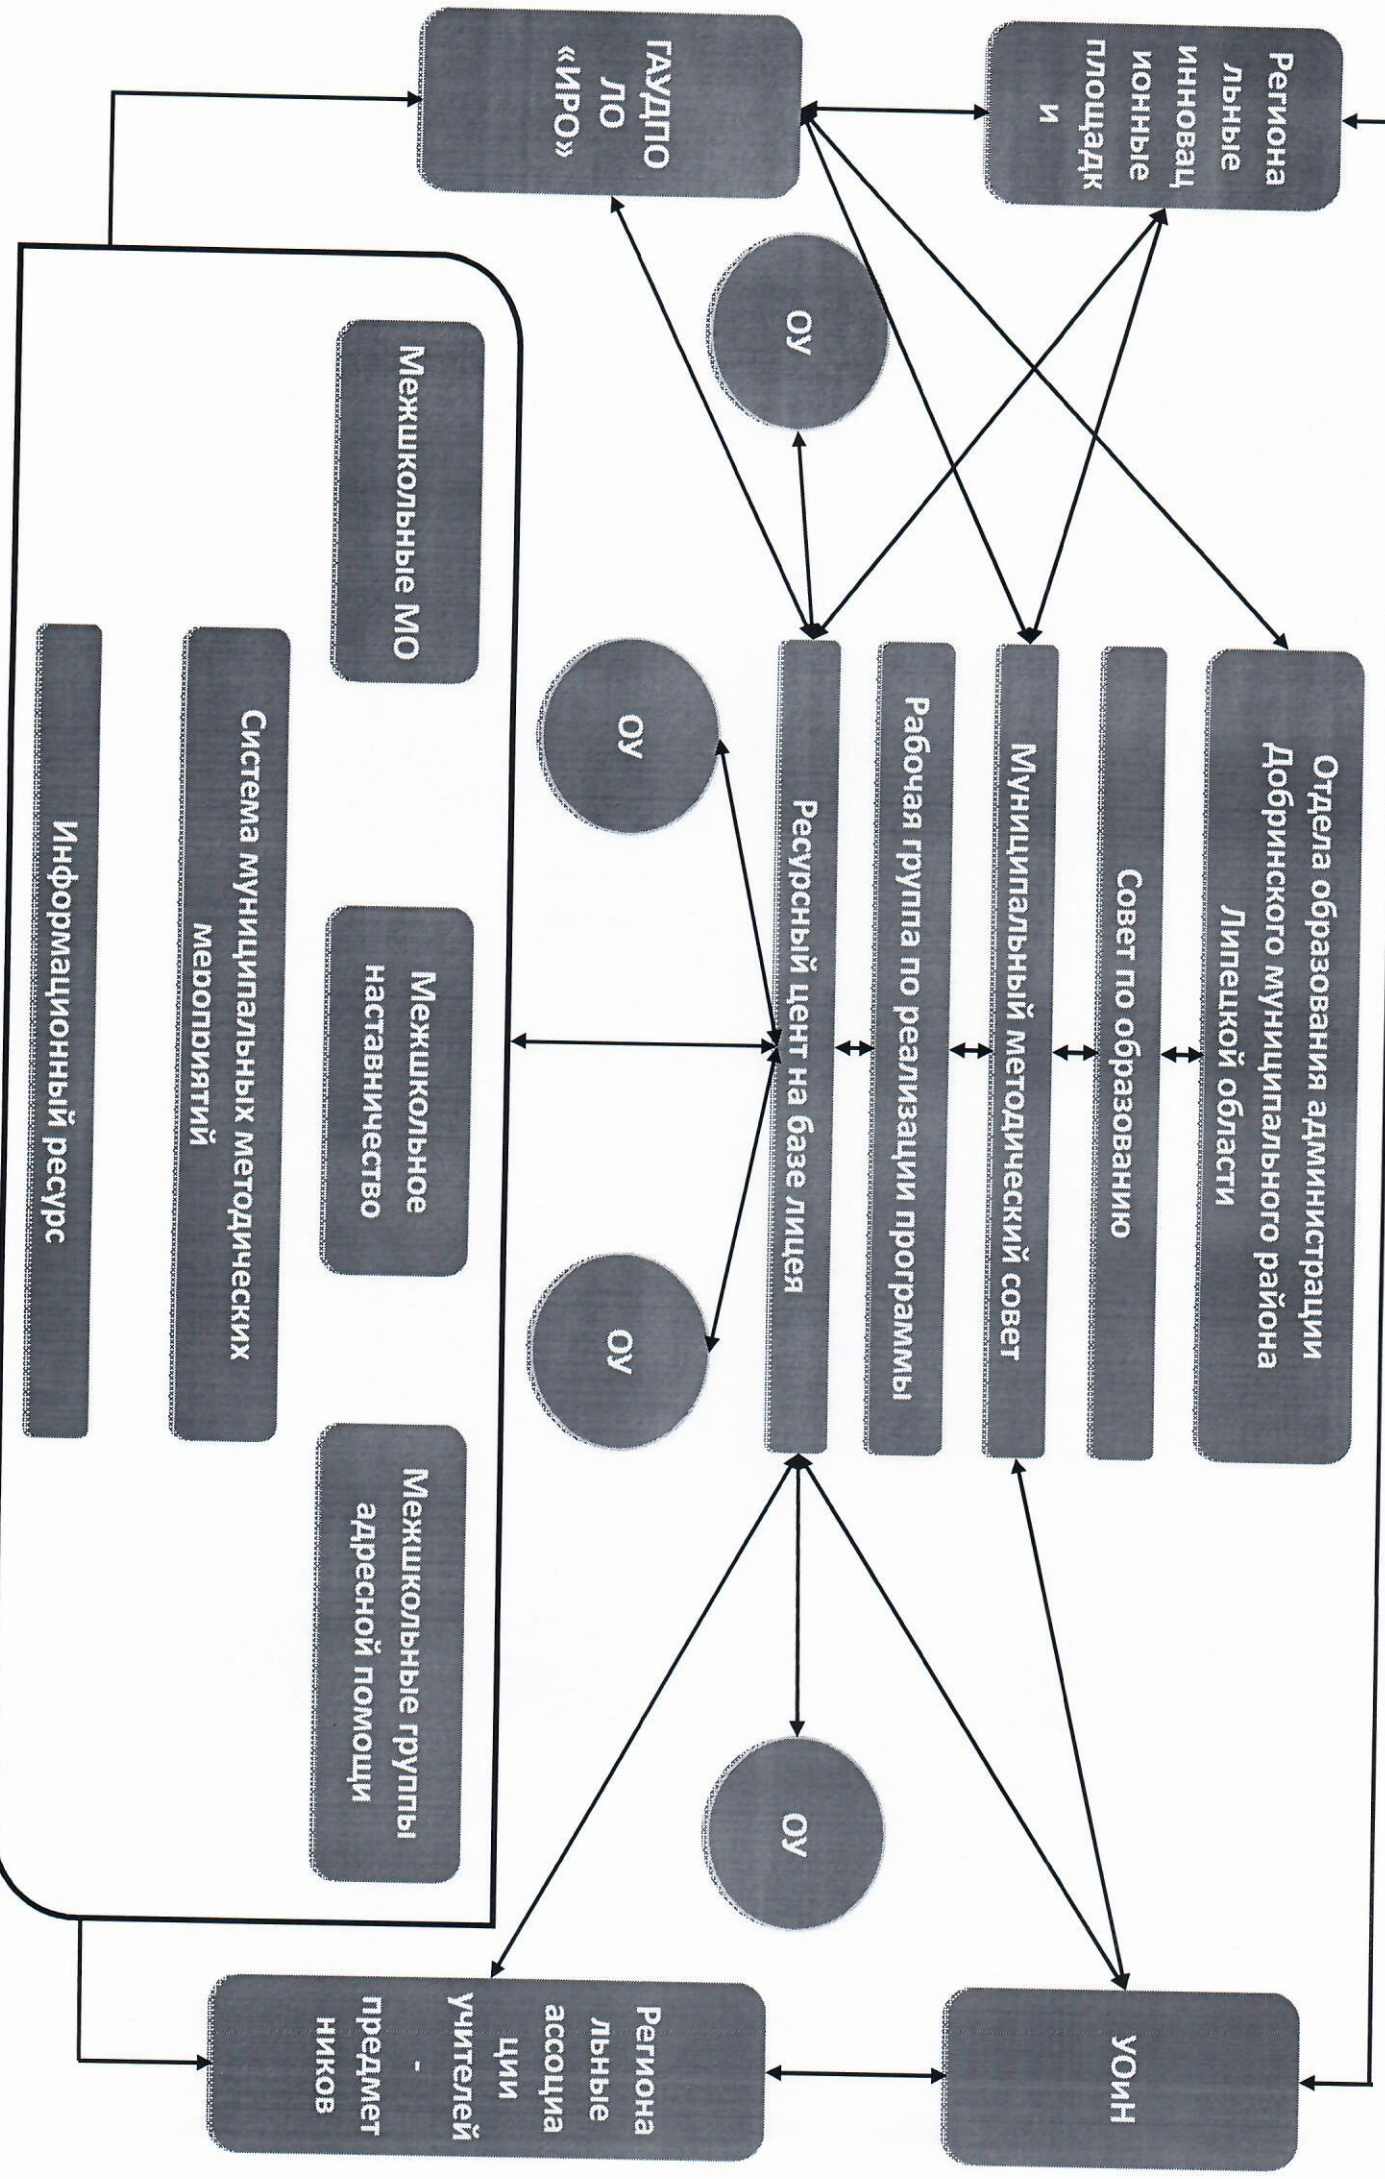 Региона
льные
инновац
ионные
площадк
и
Отдела образования администрации
Добринского муниципального района
Липецкой области
УОиН
Совет по образованию
Муниципальный методический совет
Рабочая группа по реализации программы
Ресурсный цент на базе лицея
ГАУДПО
ЛО
«ИРО»
ОУ
ОУ
ОУ
ОУ
Региона
льные
ассоциа
ции
учителей
-
предмет
ников
Межшкольные МО
Межшкольное
наставничество
Межшкольные группы
адресной помощи
Система муниципальных методических
мероприятий
Информационный ресурс